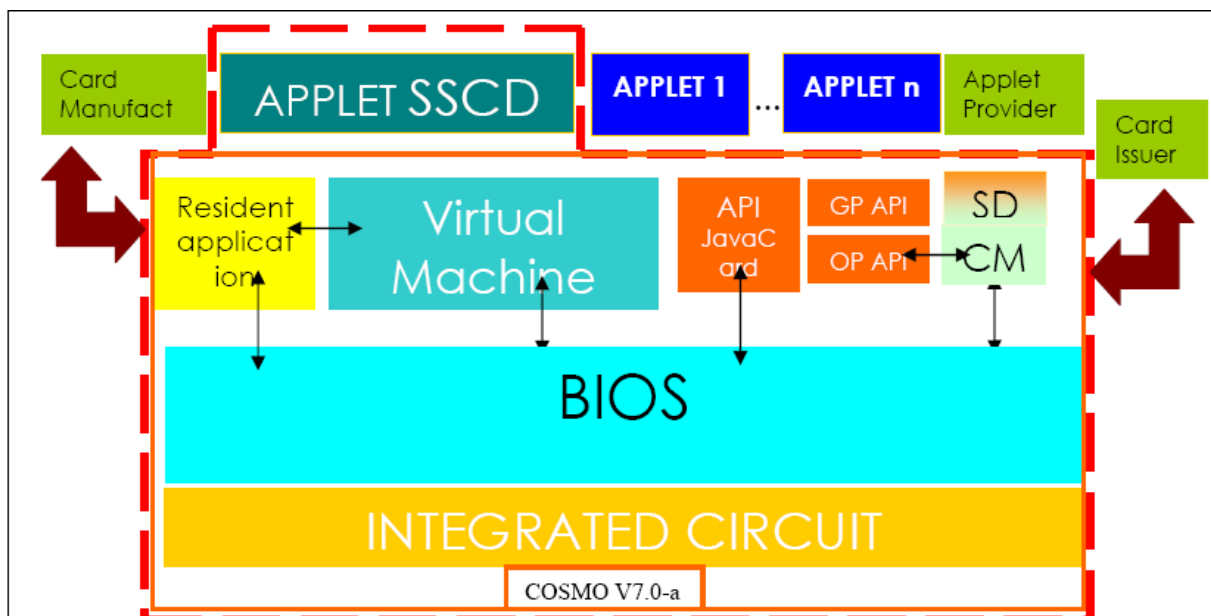 Card
Manufact
APPLET SSCD
APPLET 1
...
APPLET n
Applet
Provider
Card
Issuer
Resident
applicat
ion
Virtual
Machine
API
JavaC
ard
GP API
OP API
SD
CM
BIOS
INTEGRATED CIRCUIT
COSMO V7.0-a